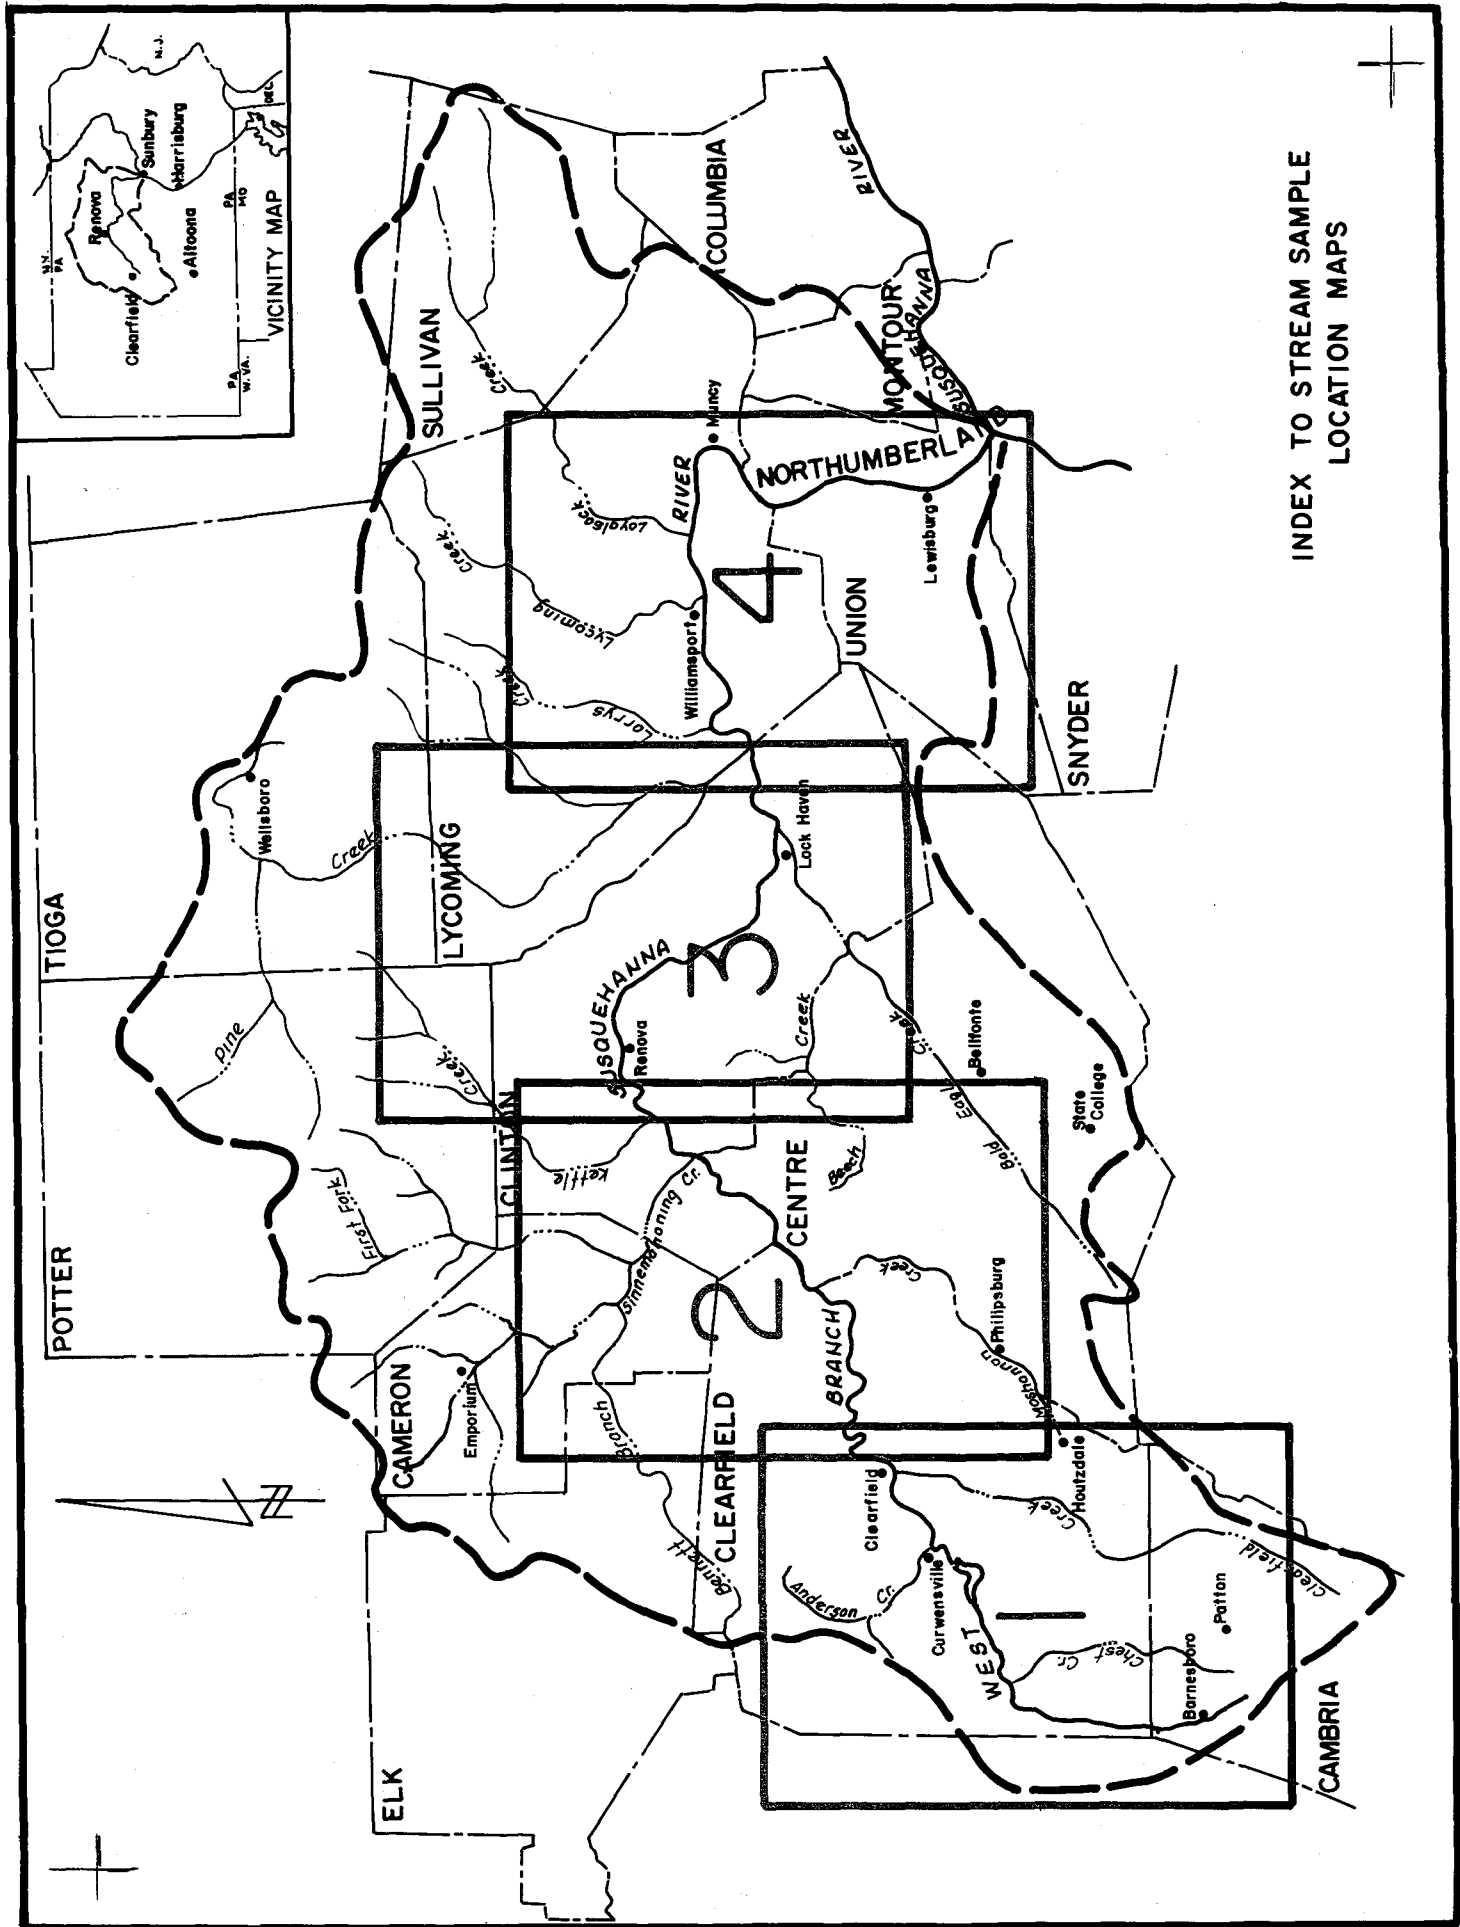 INDEX TO STREAM SAMPLE
LOCATION MAPS
VICINITY MAP
N.Y.
PA
N.J.
DEL.
PA
MD
PA
W. VA.
Renova
Sunbury
Harrisburg
Altoona
Clearfield
N
ELK
POTTER
TIOGA
CAMERON
Emporium
First Fork
Pine
Creek
Wellsboro
LYCOMING
SULLIVAN
Creek
Loyalsock
Creek
Lycoming
Creek
Larrys
CLINTON
Creek
Kettle
Sinnemahoning Cr.
Branch
Bennett
CLEARFIELD
CENTRE
Beech
Creek
Renova
Lock Haven
Williamsport
Muncy
RIVER
SUSQUEHANNA
BRANCH
WEST
1
2
3
4
COLUMBIA
MONTOUR
NORTHUMBERLAND
SUSQUEHANNA
RIVER
Lewisburg
UNION
SNYDER
Bald
Eagle
Creek
Bellfonte
State
College
Philipsburg
Moshannon
Creek
Houtzdale
Clearfield
Curwensville
Anderson
Cr.
Creek
Clearfield
Chest
Cr.
Barnesboro
Patton
CAMBRIA